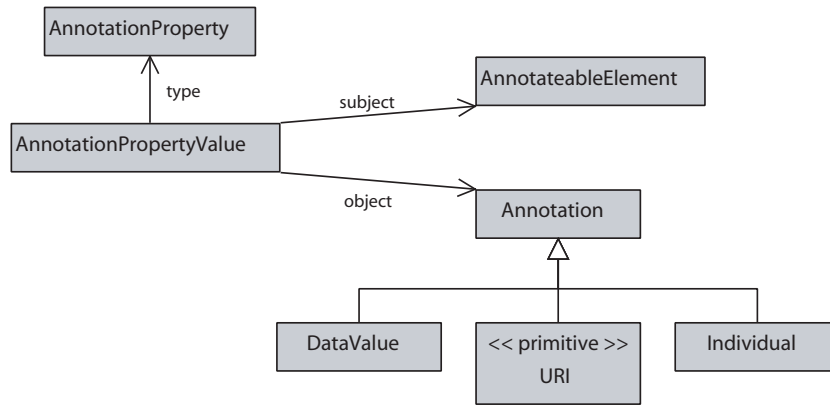 AnnotationProperty
type
AnnotateableElement
subject
AnnotationPropertyValue
object
Annotation
DataValue
<< primitive >>
URI
Individual